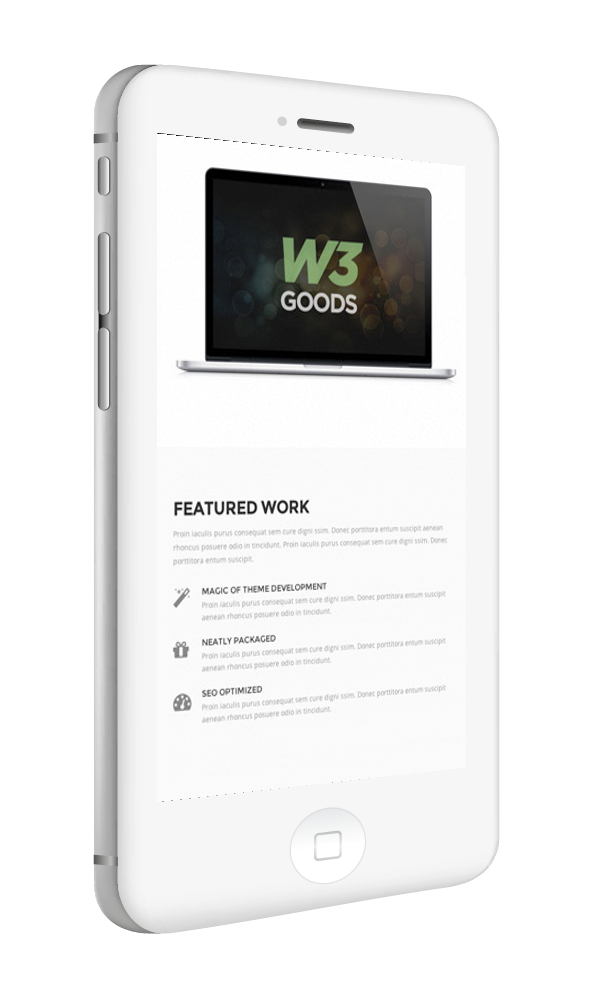 W3
GOODS
FEATURED WORK
Proin iaculis purus consequat sem cure digni ssim. Donec porttitora entum suscipit aenean
rhoncus posuere odio in tincidunt. Proin iaculis purus consequat sem cure digni ssim. Donec
porttitora entum suscipit.
MAGIC OF THEME DEVELOPMENT
Proin iaculis purus consequat sem cure digni ssim. Donec porttitora entum suscipit
aenean rhoncus posuere odio in tincidunt.
NEATLY PACKAGED
Proin iaculis purus consequat sem cure digni ssim. Donec porttitora entum suscipit
aenean rhoncus posuere odio in tincidunt.
SEO OPTIMIZED
Proin iaculis purus consequat sem cure digni ssim. Donec porttitora entum suscipit
aenean rhoncus posuere odio in tincidunt.